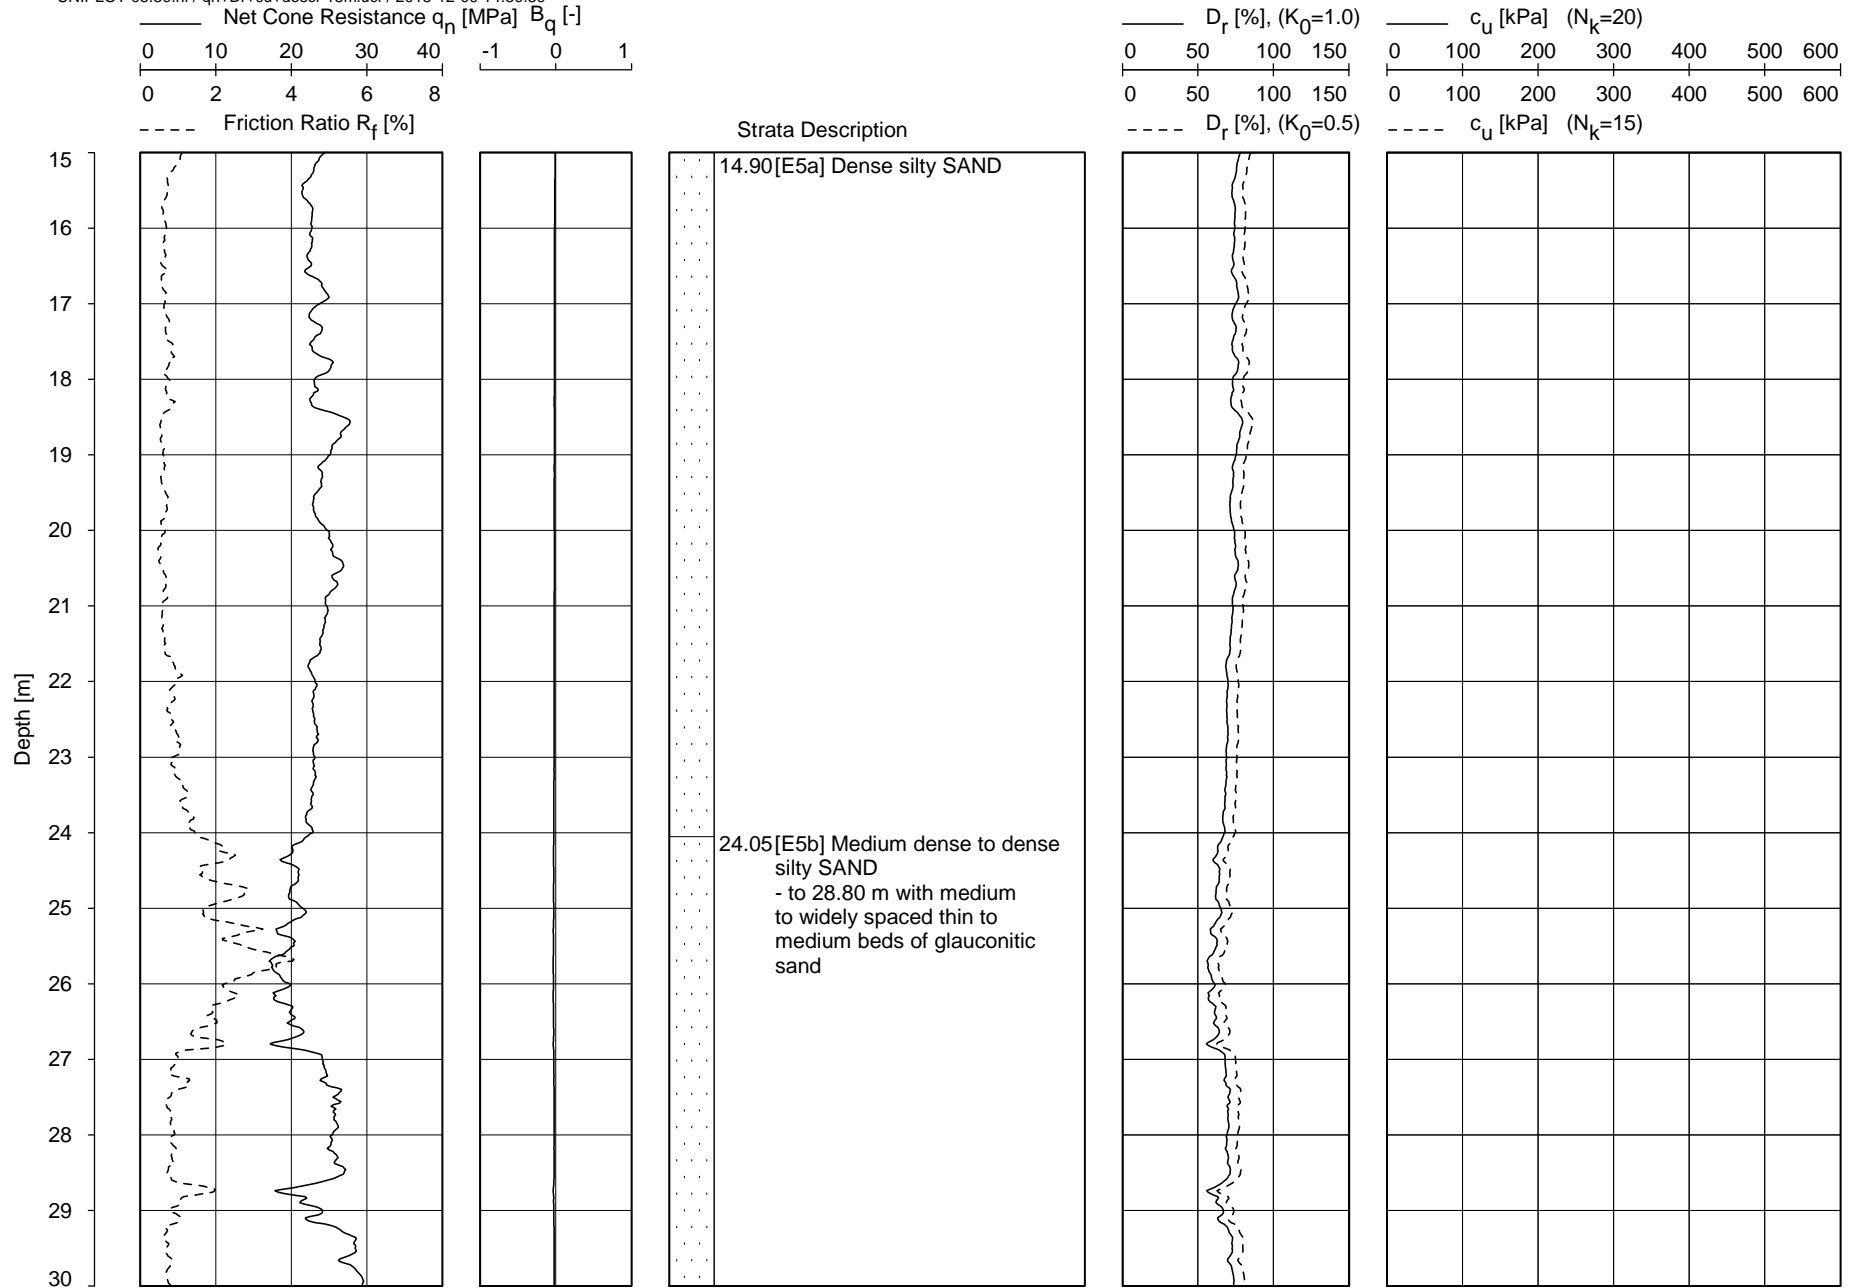 Net Cone Resistance qn [MPa] Bq [-]
Dr [%], (K0=1.0) cu [kPa] (Nk=20)
0 10 20 30 40 -1 0 1 0 50 100 150 0 100 200 300 400 500 600
0 2 4 6 8 0 50 100 150 0 100 200 300 400 500 600
Friction Ratio Rf [%] Strata Description Dr [%], (K0=0.5) cu [kPa] (Nk=15)
15
14.90 [E5a] Dense silty SAND
16
17
18
19
20
21
22
Depth [m]
23
24
24.05 [E5b] Medium dense to dense
silty SAND
- to 28.80 m with medium
25
to widely spaced thin to
medium beds of glauconitic
sand
26
27
28
29
30